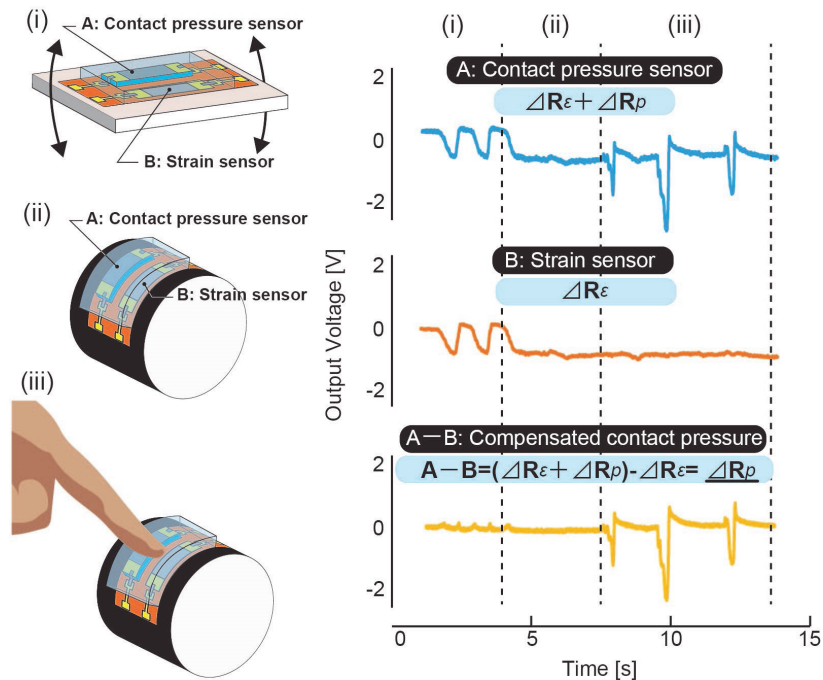 (i)
A: Contact pressure sensor
B: Strain sensor
(ii)
A: Contact pressure sensor
B: Strain sensor
(iii)
(i) (ii) (iii)
A: Contact pressure sensor
⊿Rε+⊿Rp
2
0
-2
B: Strain sensor
⊿Rε
2
0
-2
Output Voltage [V]
A－B: Compensated contact pressure
A－B=(⊿Rε+⊿Rp)-⊿Rε= ⊿Rp
2
0
-2
0 5 10 15
Time [s]